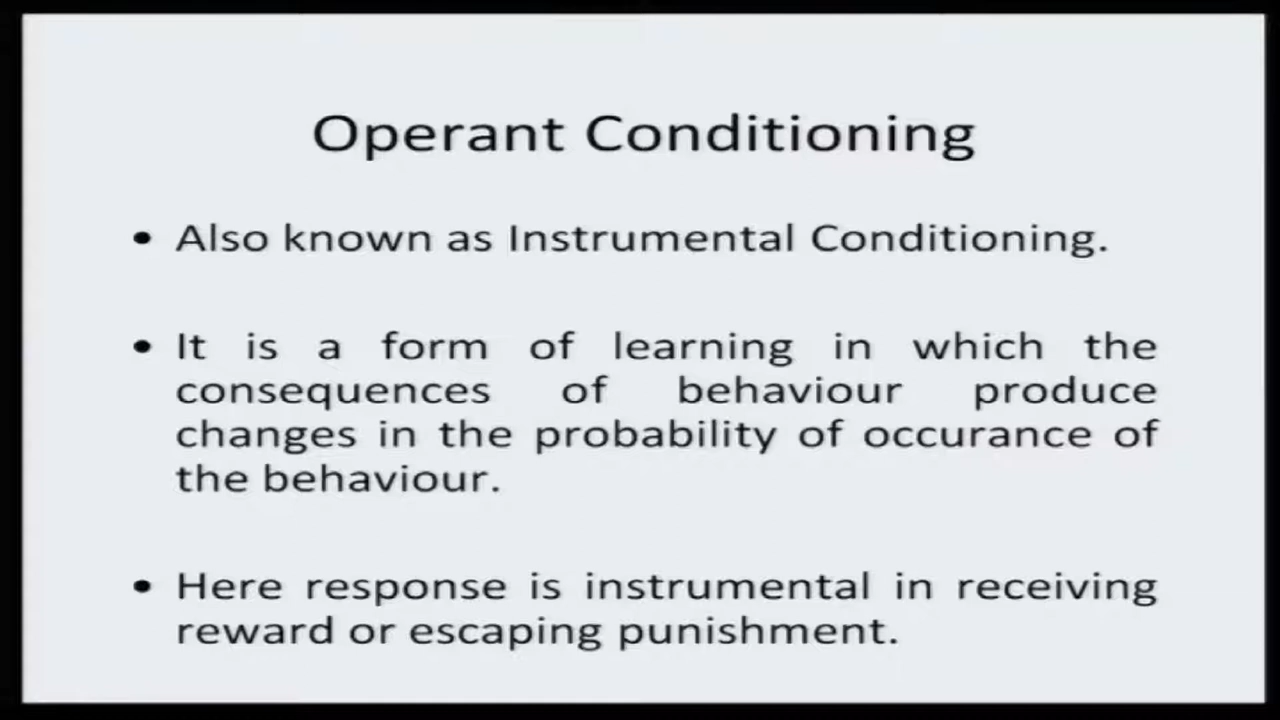 Operant Conditioning
• Also known as Instrumental Conditioning.
• It is a form of learning in which the
consequences of behaviour produce
changes in the probability of occurance of
the behaviour.
• Here response is instrumental in receiving
reward or escaping punishment.